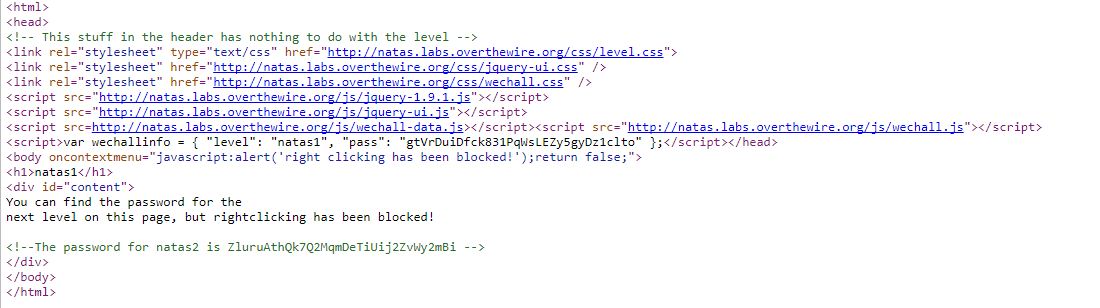 <html>
<head>
<!-- This stuff in the header has nothing to do with the level -->
<link rel="stylesheet" type="text/css" href="http://natas.labs.overthewire.org/css/level.css">
<link rel="stylesheet" href="http://natas.labs.overthewire.org/css/jquery-ui.css" />
<link rel="stylesheet" href="http://natas.labs.overthewire.org/css/wechall.css" />
<script src="http://natas.labs.overthewire.org/js/jquery-1.9.1.js"></script>
<script src="http://natas.labs.overthewire.org/js/jquery-ui.js"></script>
<script src=http://natas.labs.overthewire.org/js/wechall-data.js></script><script src="http://natas.labs.overthewire.org/js/wechall.js"></script>
<script>var wechallinfo = { "level": "natas1", "pass": "gtVrDuiDfck831PqWsLEZy5gyDz1clto" };</script></head>
<body oncontextmenu="javascript:alert('right clicking has been blocked!');return false;">
<h1>natas1</h1>
<div id="content">
You can find the password for the
next level on this page, but rightclicking has been blocked!
<!--The password for natas2 is ZluruAthQk7Q2MqmDeTiUij2ZvWy2mBi -->
</div>
</body>
</html>